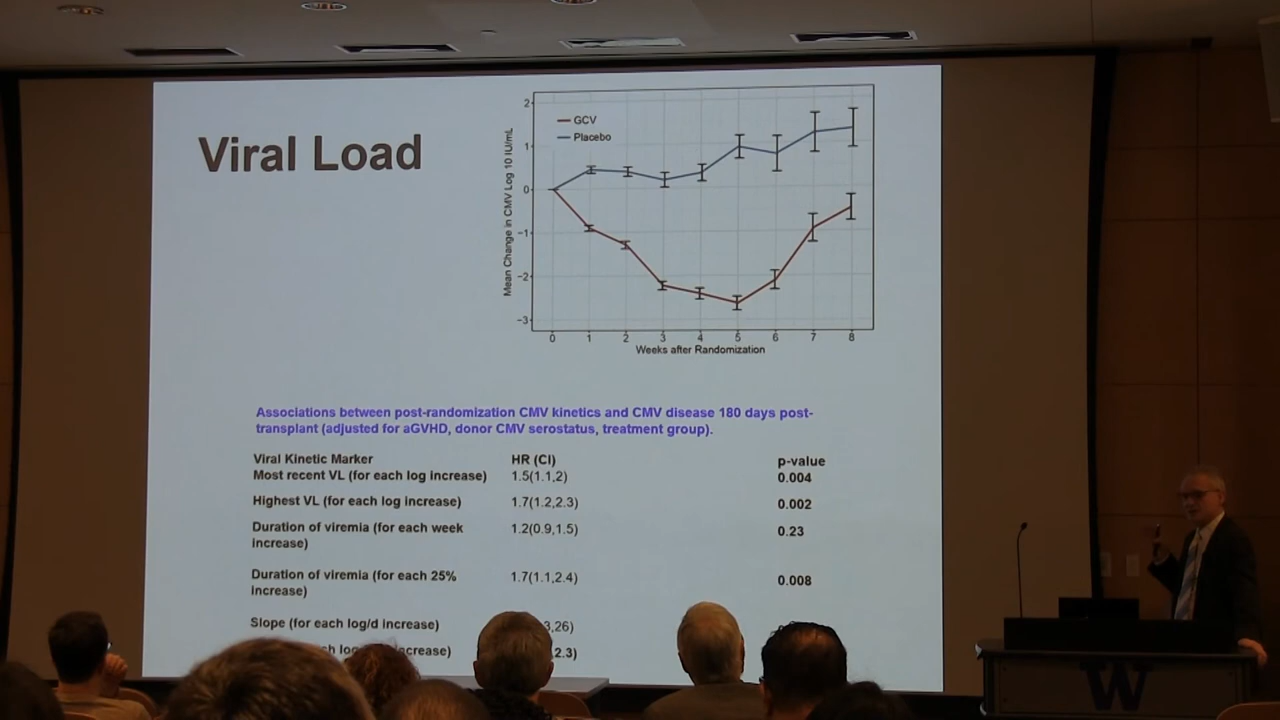 Viral Load
GCV
Placebo
Mean Change in CMV Log 10 IU/mL
2
1
0
−1
−2
−3
0 1 2 3 4 5 6 7 8
Weeks after Randomization
Associations between post-randomization CMV kinetics and CMV disease 180 days post-
transplant (adjusted for aGVHD, donor CMV serostatus, treatment group).
Viral Kinetic Marker HR (CI) p-value
Most recent VL (for each log increase) 1.5(1.1,2) 0.004
Highest VL (for each log increase) 1.7(1.2,2.3) 0.002
Duration of viremia (for each week 1.2(0.9,1.5) 0.23
increase)
Duration of viremia (for each 25% 1.7(1.1,2.4) 0.008
increase)
Slope (for each log/d increase) 3,26)
2.3)
W